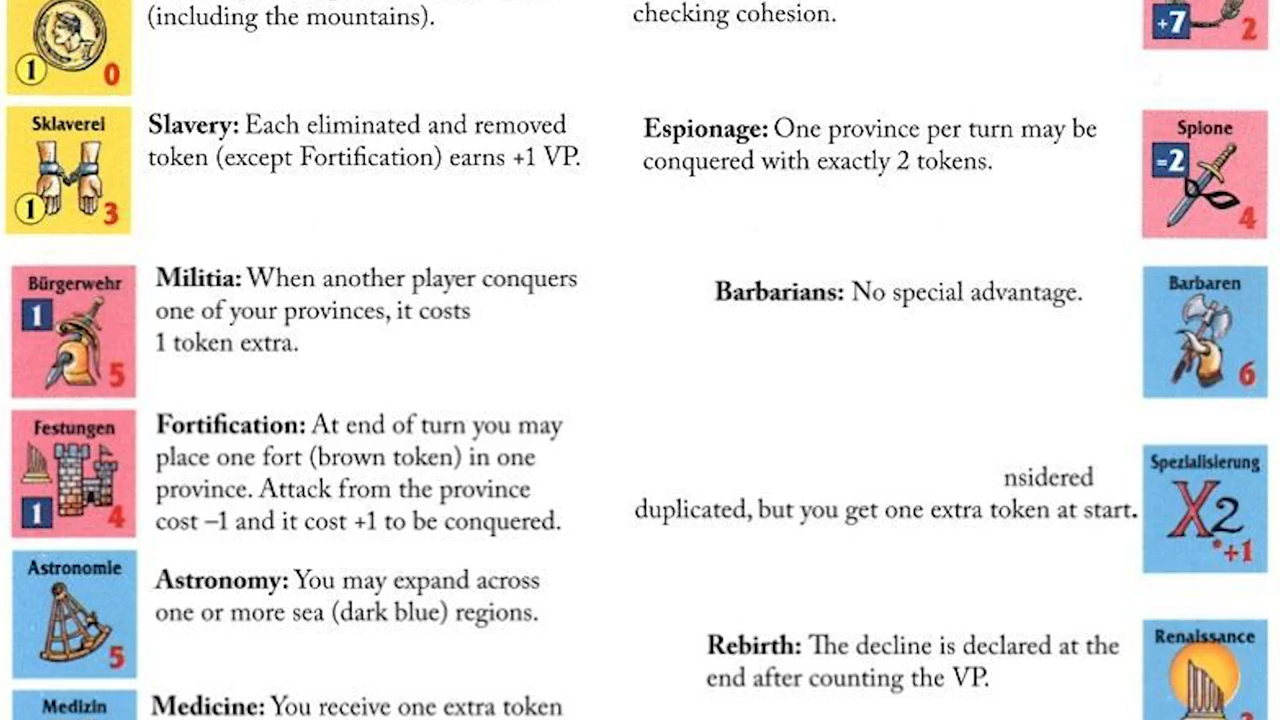 (including the mountains).
1 0
Sklaverei
1 3
Slavery: Each eliminated and removed
token (except Fortification) earns +1 VP.
Bürgerwehr
1
5
Militia: When another player conquers
one of your provinces, it costs
1 token extra.
Festungen
1 4
Fortification: At end of turn you may
place one fort (brown token) in one
province. Attack from the province
cost –1 and it cost +1 to be conquered.
Astronomie
5
Astronomy: You may expand across
one or more sea (dark blue) regions.
Medizin
Medicine: You receive one extra token
checking cohesion.
+7 2
Espionage: One province per turn may be
conquered with exactly 2 tokens.
Spione
=2
4
Barbarians: No special advantage.
Barbaren
6
nsidered
duplicated, but you get one extra token at start.
Spezialisierung
X2
*+1
Rebirth: The decline is declared at the
end after counting the VP.
Renaissance